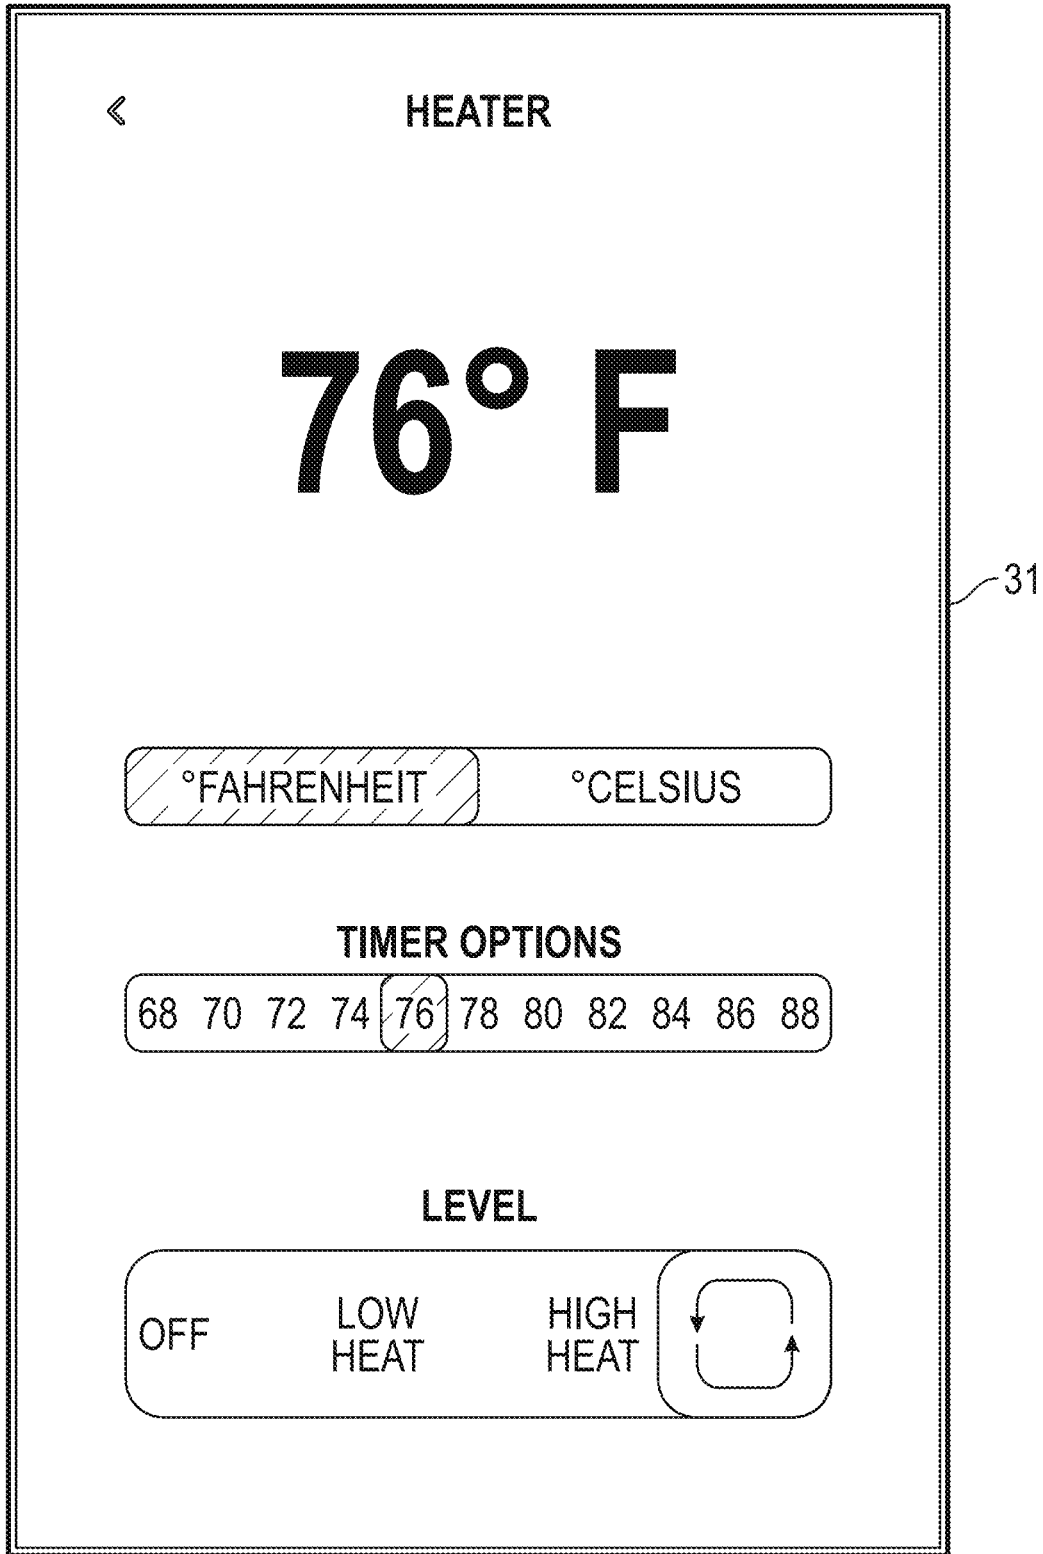 HEATER
76° F
31
°FAHRENHEIT °CELSIUS
TIMER OPTIONS
68 70 72 74 76 78 80 82 84 86 88
LEVEL
OFF LOW HEAT HIGH HEAT